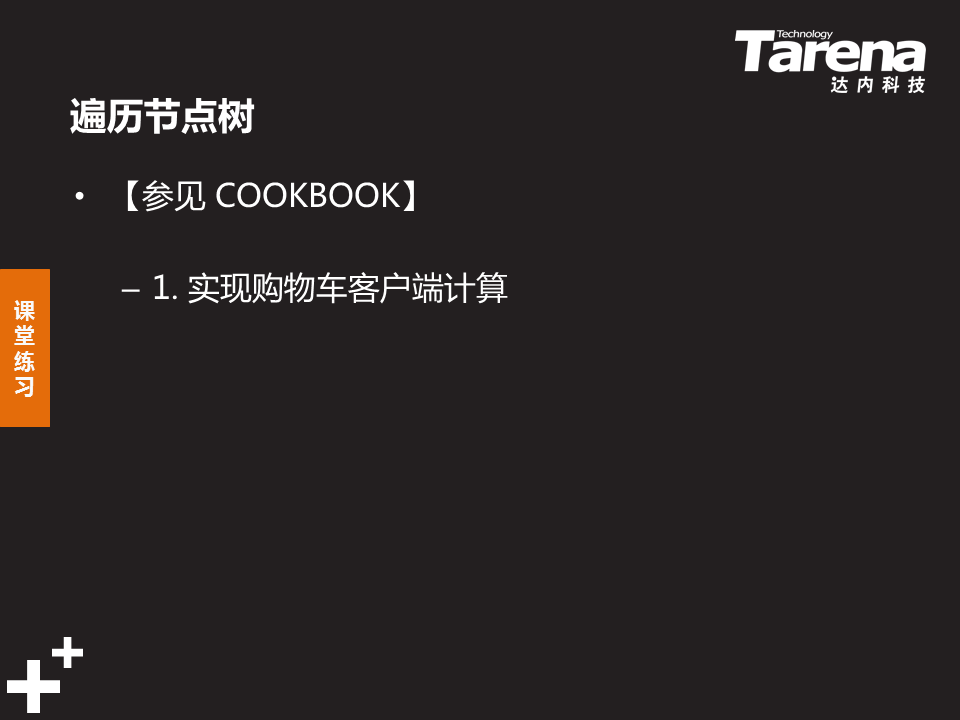 Technology
Tarena
达内科技
遍历节点树
• 【参见 COOKBOOK】
– 1. 实现购物车客户端计算
课
堂
练
习